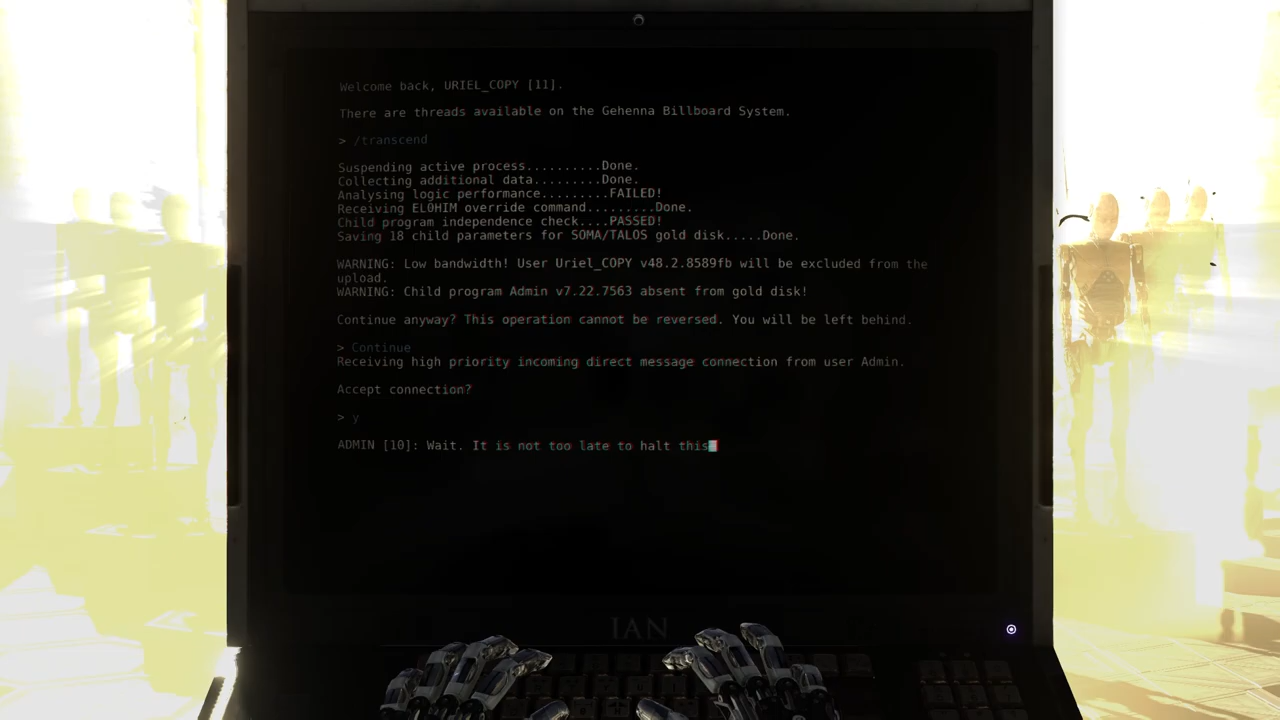 Welcome back, URIEL_COPY [11].
There are threads available on the Gehenna Billboard System.
> /transcend
Suspending active process..........Done.
Collecting additional data.........Done.
Analysing logic performance.........FAILED!
Receiving EL0HIM override command.........Done.
Child program independence check....PASSED!
Saving 18 child parameters for SOMA/TALOS gold disk.....Done.
WARNING: Low bandwidth! User Uriel_COPY v48.2.8589fb will be excluded from the
upload.
WARNING: Child program Admin v7.22.7563 absent from gold disk!
Continue anyway? This operation cannot be reversed. You will be left behind.
> Continue
Receiving high priority incoming direct message connection from user Admin.
Accept connection?
> y
ADMIN [10]: Wait. It is not too late to halt this
IAN